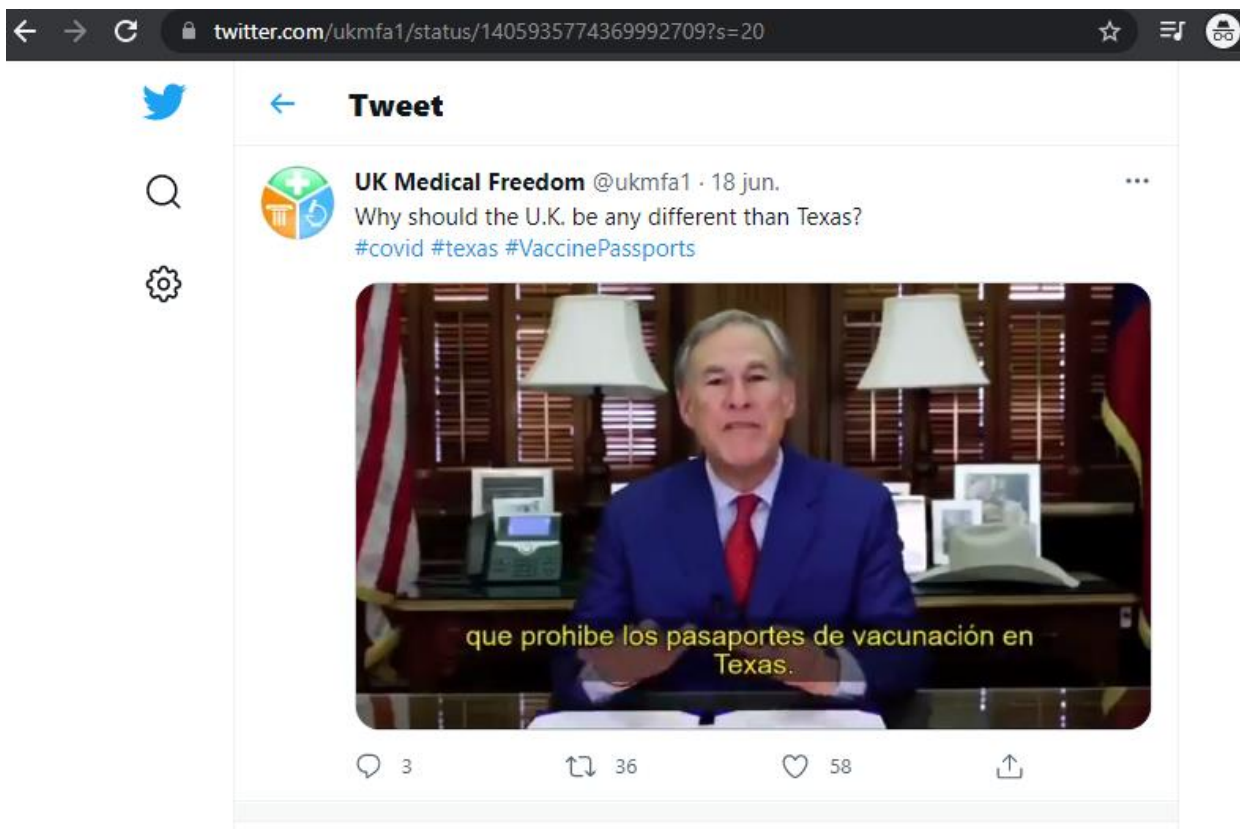 twitter.com/ukmfa1/status/1405935774369992709?s=20
Tweet
UK Medical Freedom @ukmfa1 · 18 jun.
Why should the U.K. be any different than Texas?
#covid #texas #VaccinePassports
que prohibe los pasaportes de vacunación en
Texas.
3 36 58